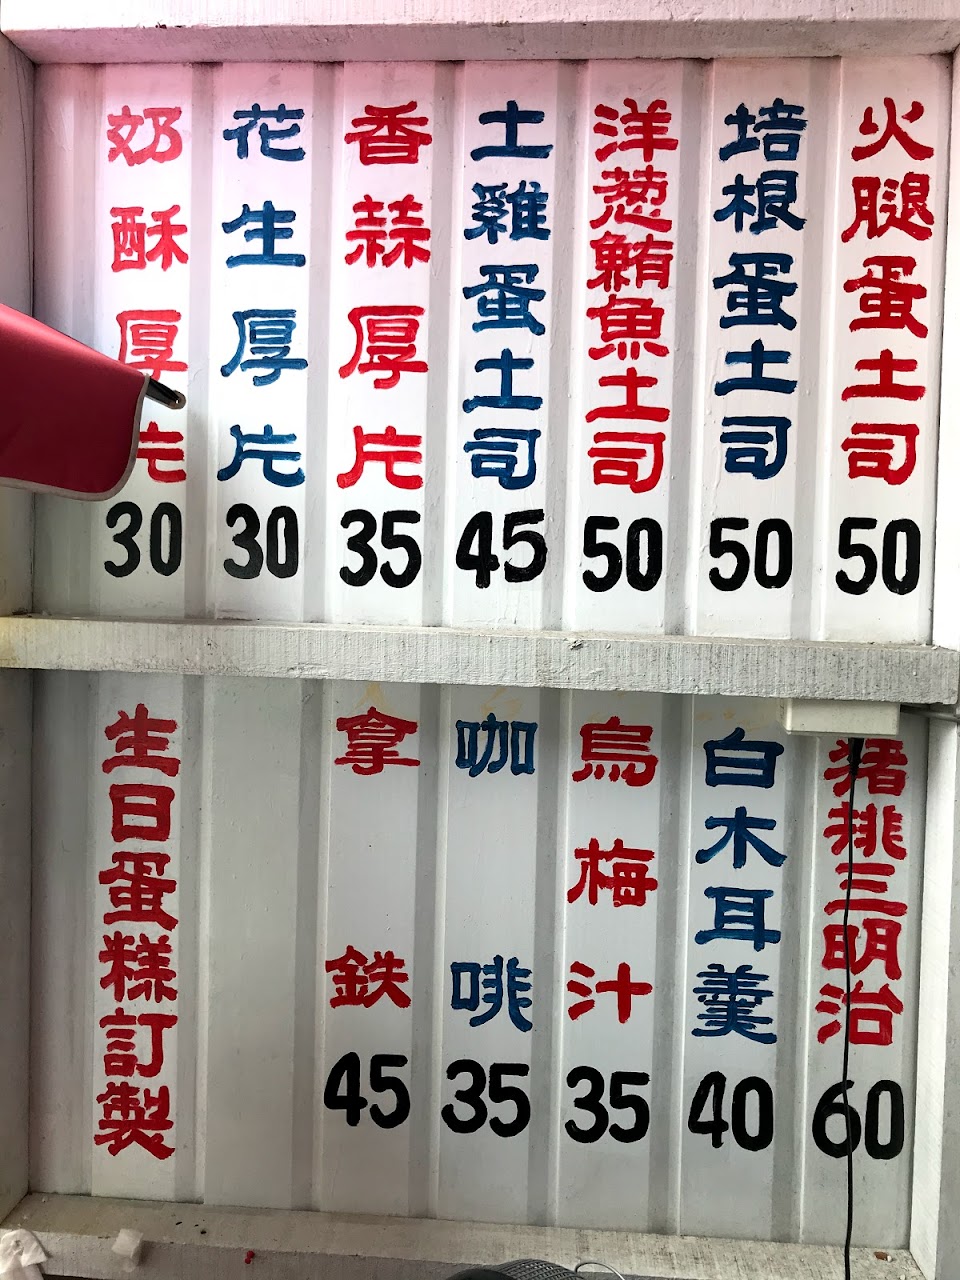 火腿蛋土司
50
培根蛋土司
50
洋葱鮪魚土司
50
土雞蛋土司
45
香蒜厚片
35
花生厚片
30
奶酥厚片
30
豬排三明治
60
白木耳羹
40
烏梅汁
35
咖啡
35
拿鉄
45
生日蛋糕訂製